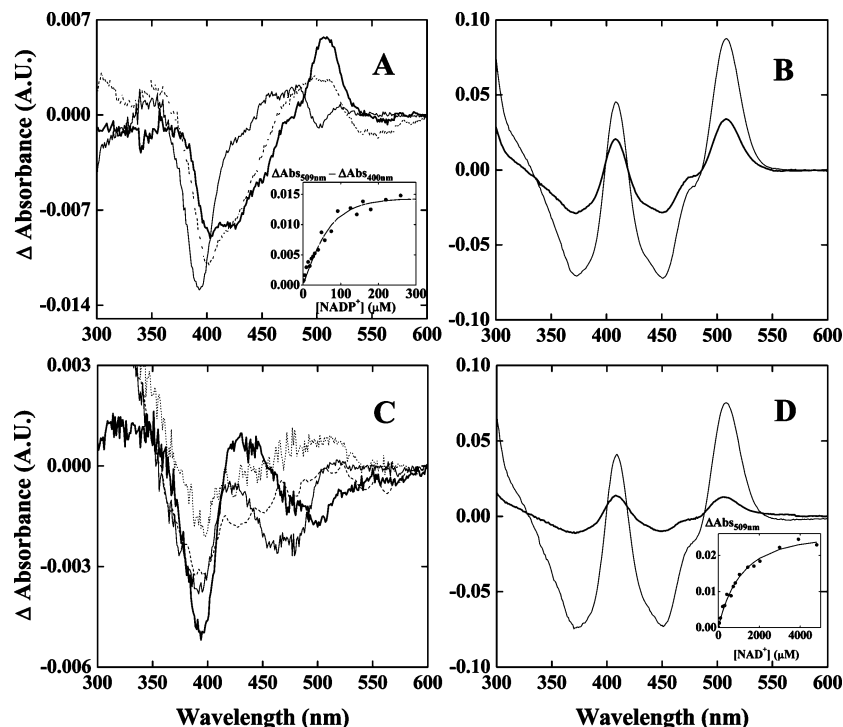 0.007
0.000
-0.007
-0.014
Δ Absorbance (A.U.)
A
ΔAbs509nm – ΔAbs400nm
0.015
0.010
0.005
0.000
0 100 200 300
[NADP+] (μM)
300 350 400 450 500 550 600
0.10
0.05
0.00
-0.05
-0.10
B
300 350 400 450 500 550 600
0.003
0.000
-0.003
-0.006
Δ Absorbance (A.U.)
C
300 350 400 450 500 550 600
Wavelength (nm)
0.10
0.05
0.00
-0.05
-0.10
D
ΔAbs509nm
0.02
0.01
0.00
0 2000 4000
[NAD+] (μM)
300 350 400 450 500 550 600
Wavelength (nm)